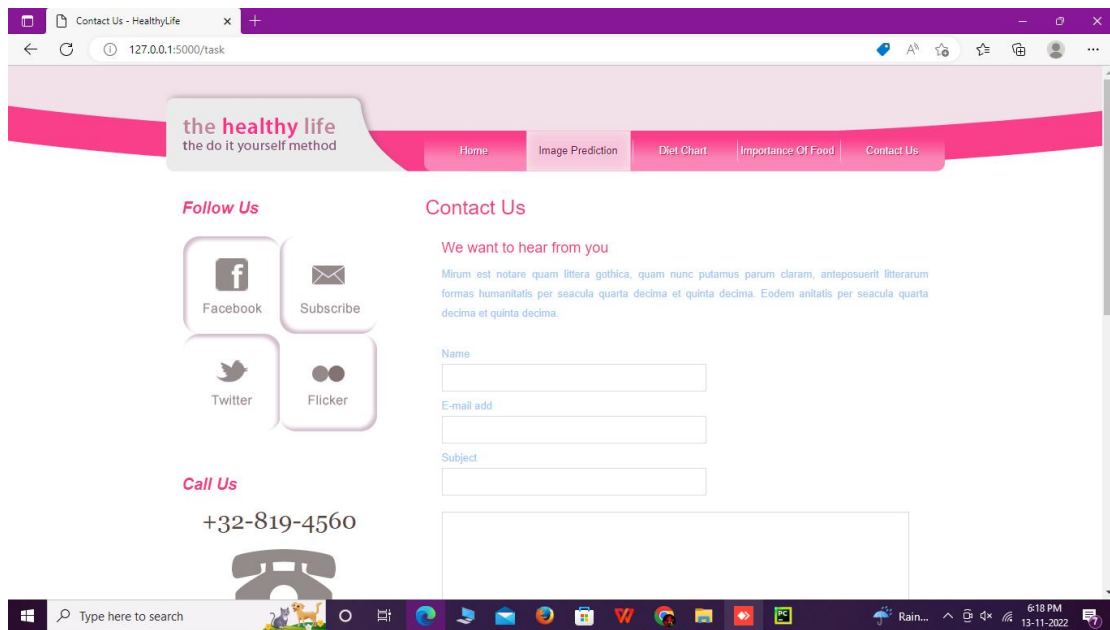 Contact Us - HealthyLife
127.0.0.1:5000/task
the healthy life
the do it yourself method
Home
Image Prediction
Diet Chart
Importance Of Food
Contact Us
Follow Us
Facebook
Subscribe
Twitter
Flicker
Call Us
+32-819-4560
Contact Us
We want to hear from you
Mirum est notare quam littera gothica, quam nunc putamus parum claram, anteposuerit litterarum
formas humanitatis per seacula quarta decima et quinta decima. Eodem anitatis per seacula quarta
decima et quinta decima.
Name
E-mail add
Subject
Type here to search
Rain...
6:18 PM
13-11-2022